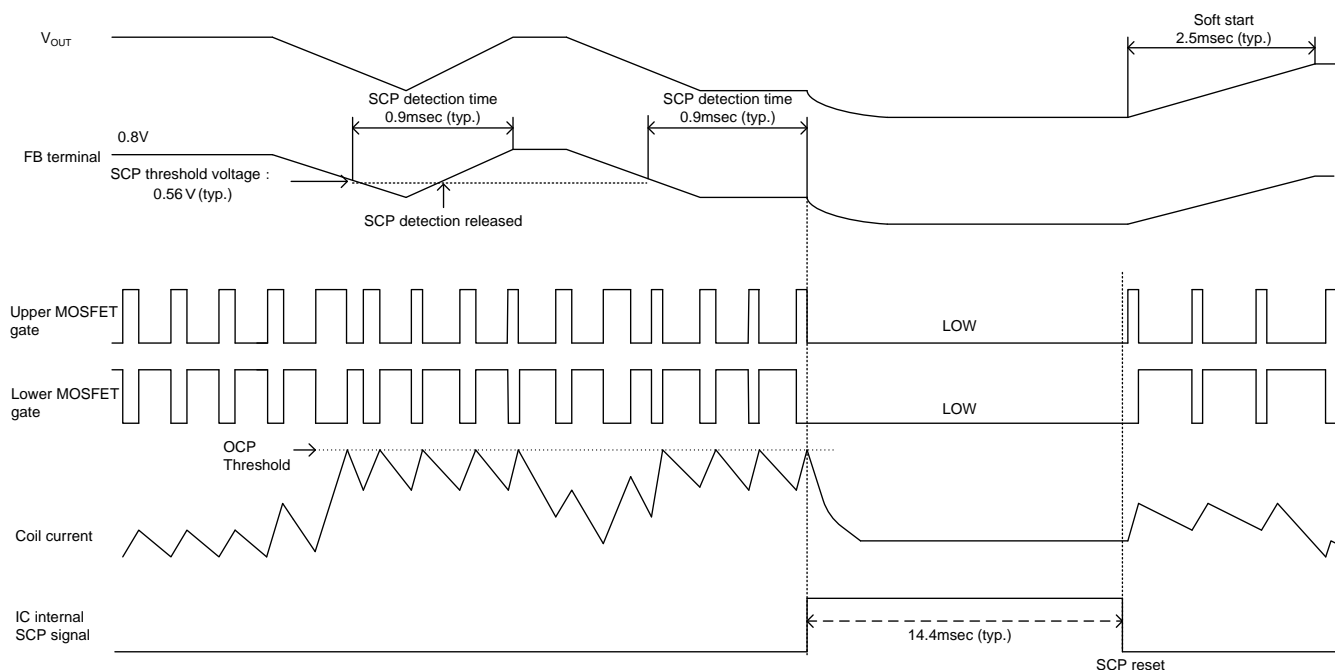 Soft start
2.5msec (typ.)
VOUT
SCP detection time
0.9msec (typ.)
SCP detection time
0.9msec (typ.)
0.8V
FB terminal
SCP threshold voltage :
0.56 V (typ.)
SCP detection released
Upper MOSFET
gate
LOW
Lower MOSFET
gate
LOW
OCP
Threshold
Coil current
IC internal
SCP signal
14.4msec (typ.)
SCP reset